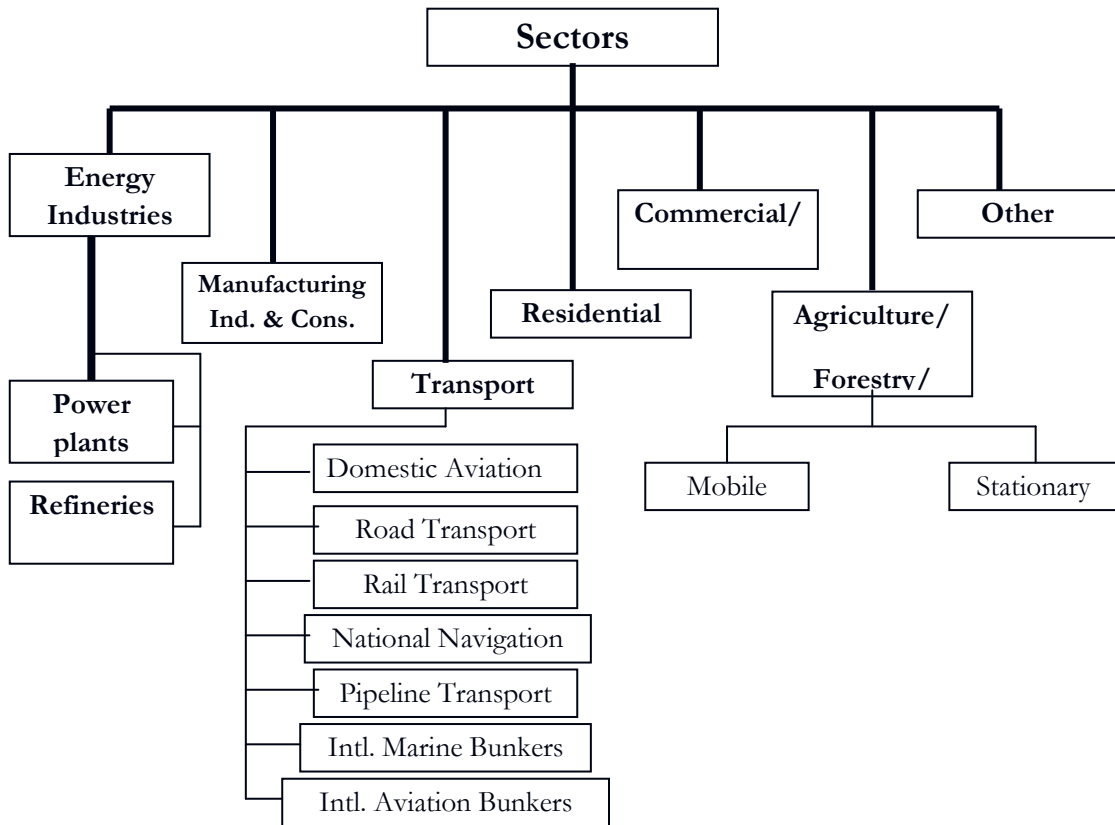 Sectors
Energy
Industries
Manufacturing
Ind. & Cons.
Transport
Residential
Commercial/
Agriculture/
Forestry/
Other
Power
plants
Refineries
Domestic Aviation
Road Transport
Rail Transport
National Navigation
Pipeline Transport
Intl. Marine Bunkers
Intl. Aviation Bunkers
Mobile
Stationary